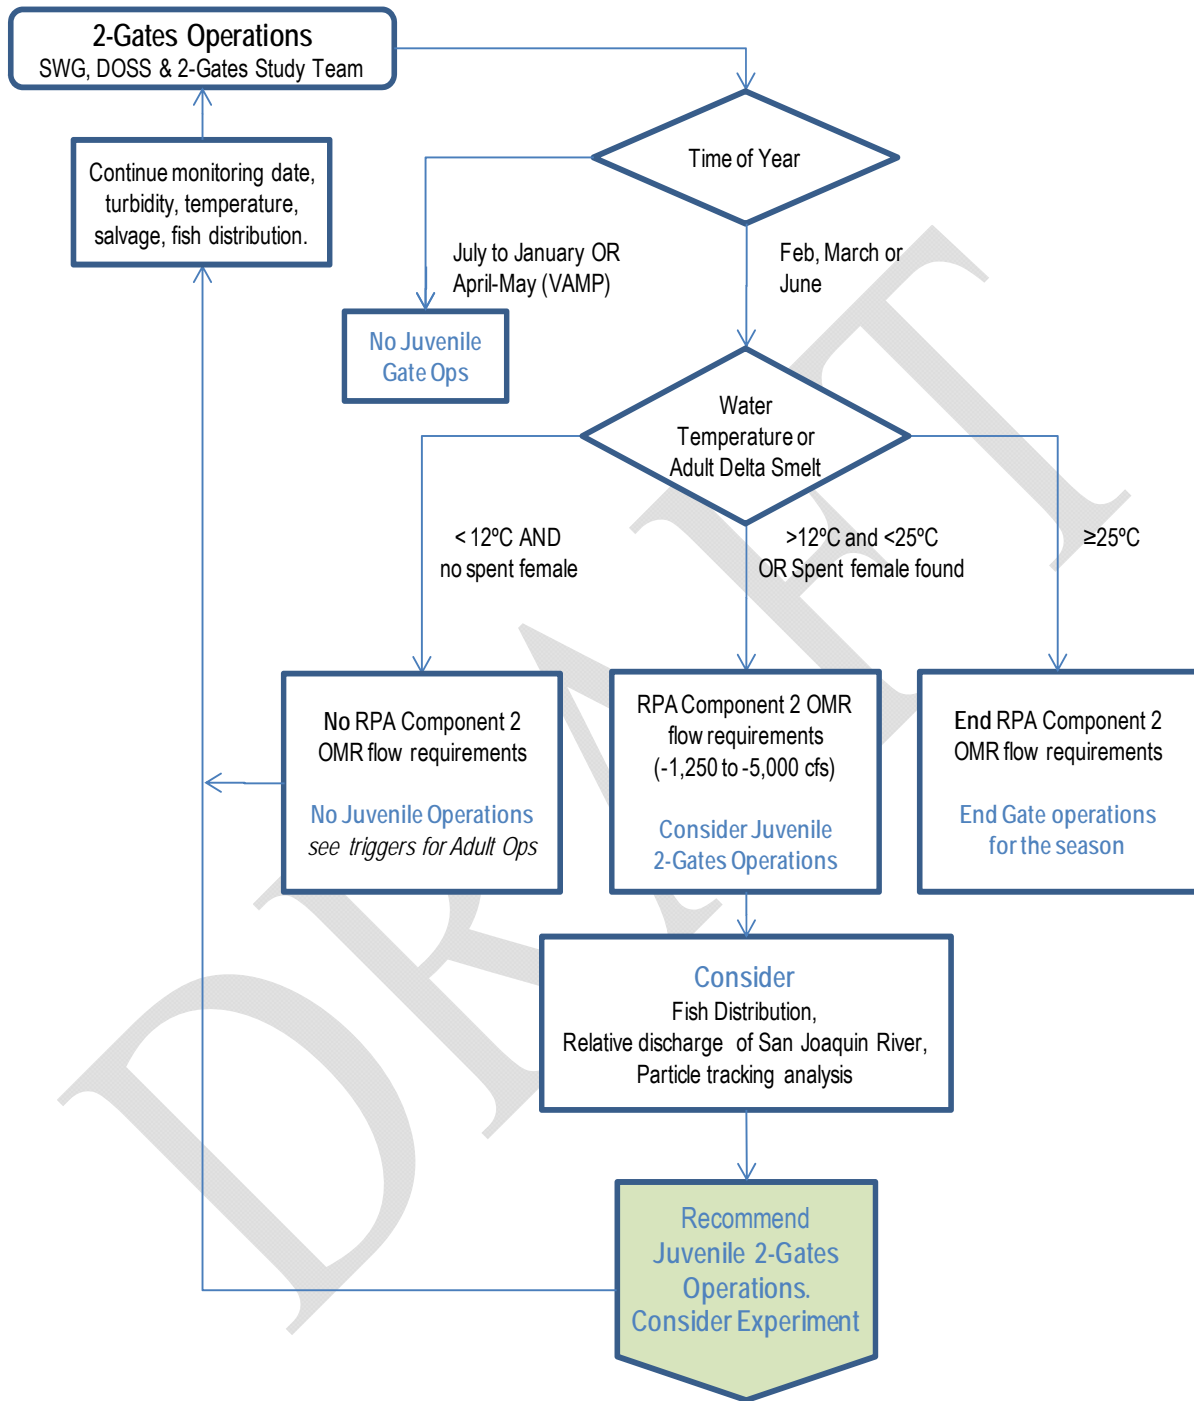 2-Gates Operations
SWG, DOSS & 2-Gates Study Team
Continue monitoring date,
turbidity, temperature,
salvage, fish distribution.
Time of Year
July to January OR
April-May (VAMP)
Feb, March or
June
No Juvenile
Gate Ops
Water
Temperature or
Adult Delta Smelt
< 12ºC AND
no spent female
>12ºC and <25ºC
OR Spent female found
≥25ºC
No RPA Component 2
OMR flow requirements
No Juvenile Operations
see triggers for Adult Ops
RPA Component 2 OMR
flow requirements
(-1,250 to -5,000 cfs)
Consider Juvenile
2-Gates Operations
End RPA Component 2
OMR flow requirements
End Gate operations
for the season
Consider
Fish Distribution,
Relative discharge of San Joaquin River,
Particle tracking analysis
Recommend
Juvenile 2-Gates
Operations.
Consider Experiment
DRAFT